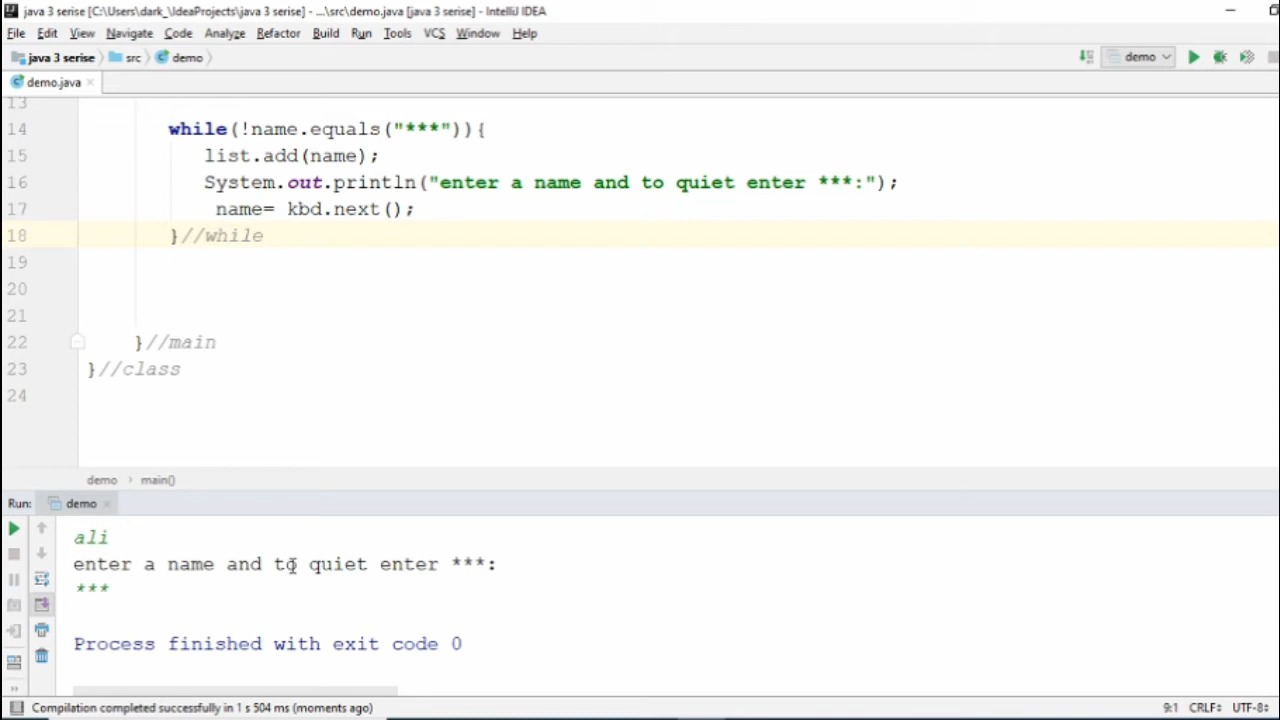 java 3 serise [C:\Users\dark_\IdeaProjects\java 3 serise] - ...\src\demo.java [java 3 serise] - IntelliJ IDEA
File Edit View Navigate Code Analyze Refactor Build Run Tools VCS Window Help
java 3 serise src demo demo
demo.java
13
14 while(!name.equals("***")){
15 list.add(name);
16 System.out.println("enter a name and to quiet enter ***:");
17 name= kbd.next();
18 }//while
19
20
21
22 }//main
23 }//class
24
demo main()
Run: demo
ali
enter a name and to quiet enter ***:
***
Process finished with exit code 0
Compilation completed successfully in 1 s 504 ms (moments ago) 9:1 CRLF UTF-8